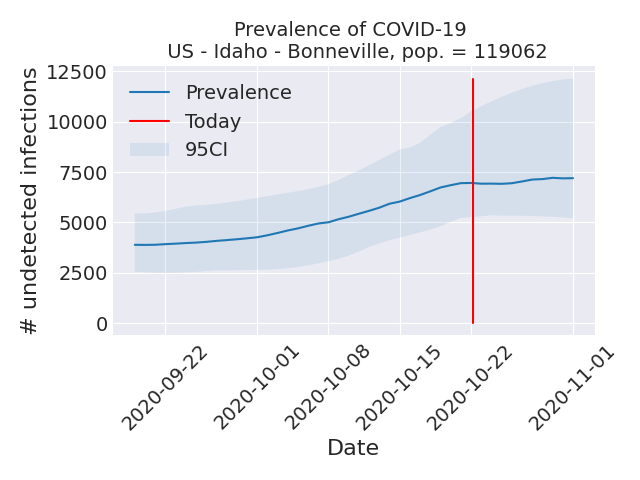 Prevalence of COVID-19
US - Idaho - Bonneville, pop. = 119062
# undetected infections
12500
10000
7500
5000
2500
0
Prevalence
Today
95CI
2020-09-22
2020-10-01
2020-10-08
2020-10-15
2020-10-22
2020-11-01
Date